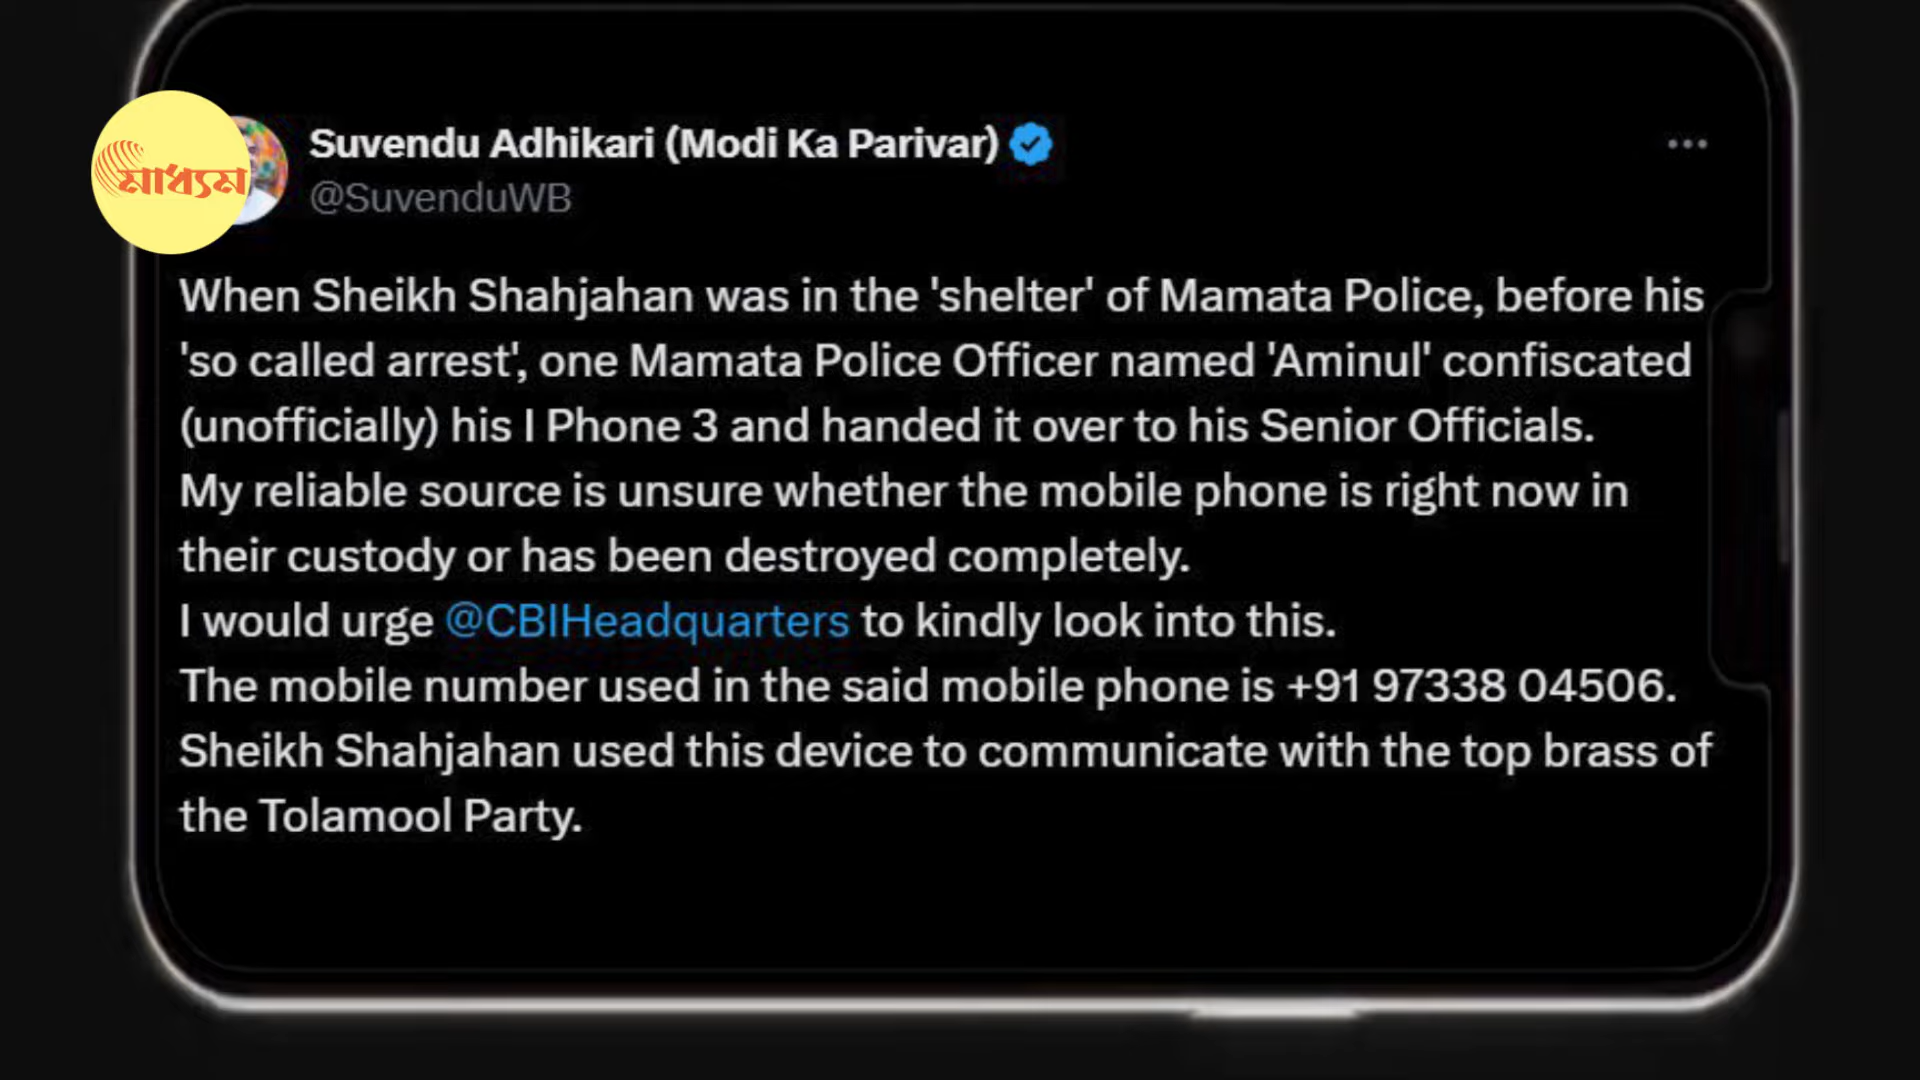 মাধ্যম
Suvendu Adhikari (Modi Ka Parivar)
@SuvenduWB
When Sheikh Shahjahan was in the 'shelter' of Mamata Police, before his
'so called arrest', one Mamata Police Officer named 'Aminul' confiscated
(unofficially) his I Phone 3 and handed it over to his Senior Officials.
My reliable source is unsure whether the mobile phone is right now in
their custody or has been destroyed completely.
I would urge @CBIHeadquarters to kindly look into this.
The mobile number used in the said mobile phone is +91 97338 04506.
Sheikh Shahjahan used this device to communicate with the top brass of
the Tolamool Party.